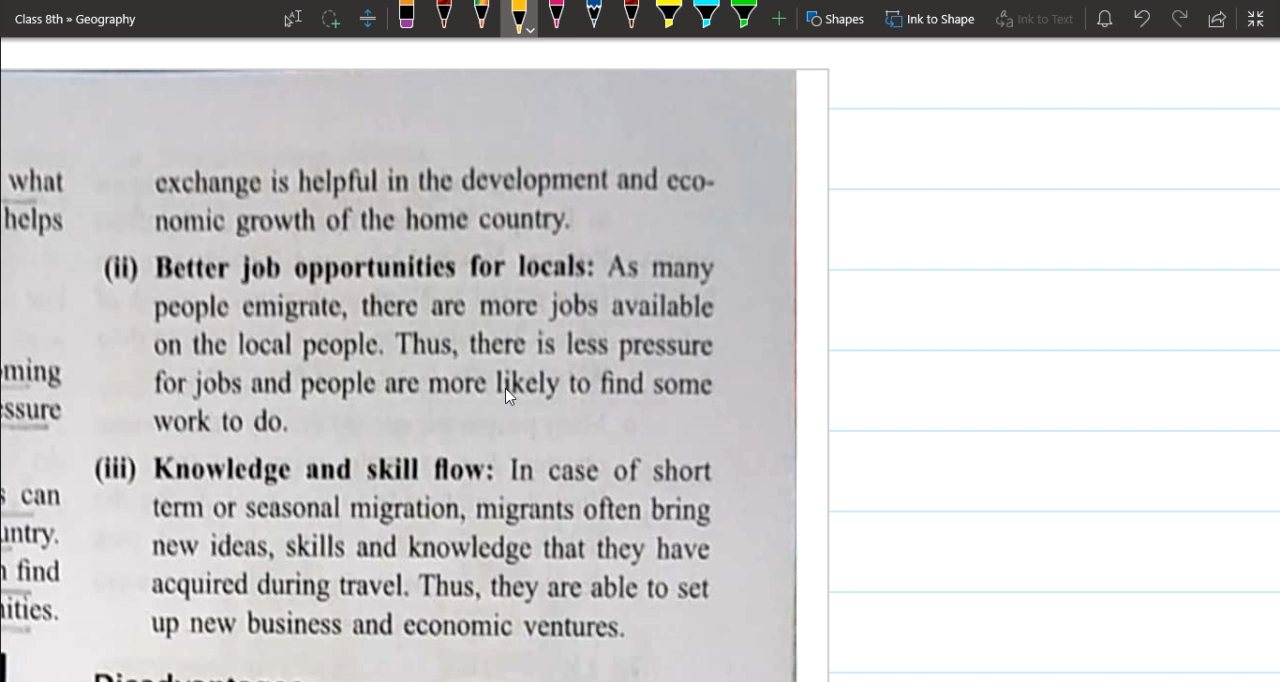 Class 8th » Geography
Shapes
Ink to Shape
Ink to Text
what
helps
ming
ssure
can
untry.
find
ities.
exchange is helpful in the development and eco-
nomic growth of the home country.
(ii) Better job opportunities for locals: As many
people emigrate, there are more jobs available
on the local people. Thus, there is less pressure
for jobs and people are more likely to find some
work to do.
(iii) Knowledge and skill flow: In case of short
term or seasonal migration, migrants often bring
new ideas, skills and knowledge that they have
acquired during travel. Thus, they are able to set
up new business and economic ventures.